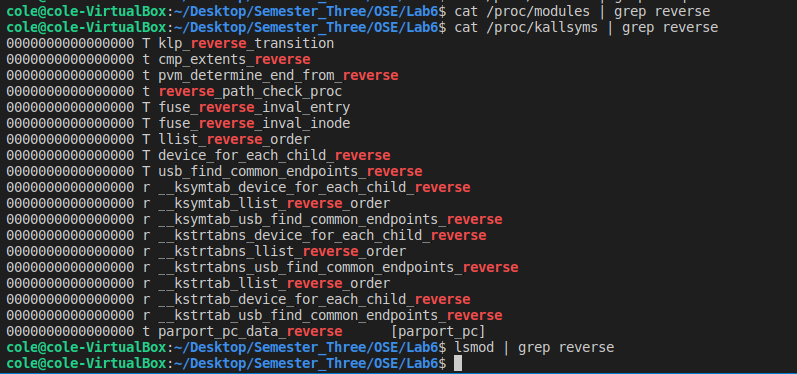 cole@cole-VirtualBox:~/Desktop/Semester_Three/OSE/Lab6$ cat /proc/modules | grep reverse
cole@cole-VirtualBox:~/Desktop/Semester_Three/OSE/Lab6$ cat /proc/kallsyms | grep reverse
0000000000000000 T klp_reverse_transition
0000000000000000 t cmp_extents_reverse
0000000000000000 t pvm_determine_end_from_reverse
0000000000000000 t reverse_path_check_proc
0000000000000000 T fuse_reverse_inval_entry
0000000000000000 T fuse_reverse_inval_inode
0000000000000000 T llist_reverse_order
0000000000000000 T device_for_each_child_reverse
0000000000000000 T usb_find_common_endpoints_reverse
0000000000000000 r __ksymtab_device_for_each_child_reverse
0000000000000000 r __ksymtab_llist_reverse_order
0000000000000000 r __ksymtab_usb_find_common_endpoints_reverse
0000000000000000 r __kstrtabns_device_for_each_child_reverse
0000000000000000 r __kstrtabns_llist_reverse_order
0000000000000000 r __kstrtabns_usb_find_common_endpoints_reverse
0000000000000000 r __kstrtab_llist_reverse_order
0000000000000000 r __kstrtab_device_for_each_child_reverse
0000000000000000 r __kstrtab_usb_find_common_endpoints_reverse
0000000000000000 t parport_pc_data_reverse [parport_pc]
cole@cole-VirtualBox:~/Desktop/Semester_Three/OSE/Lab6$ lsmod | grep reverse
cole@cole-VirtualBox:~/Desktop/Semester_Three/OSE/Lab6$